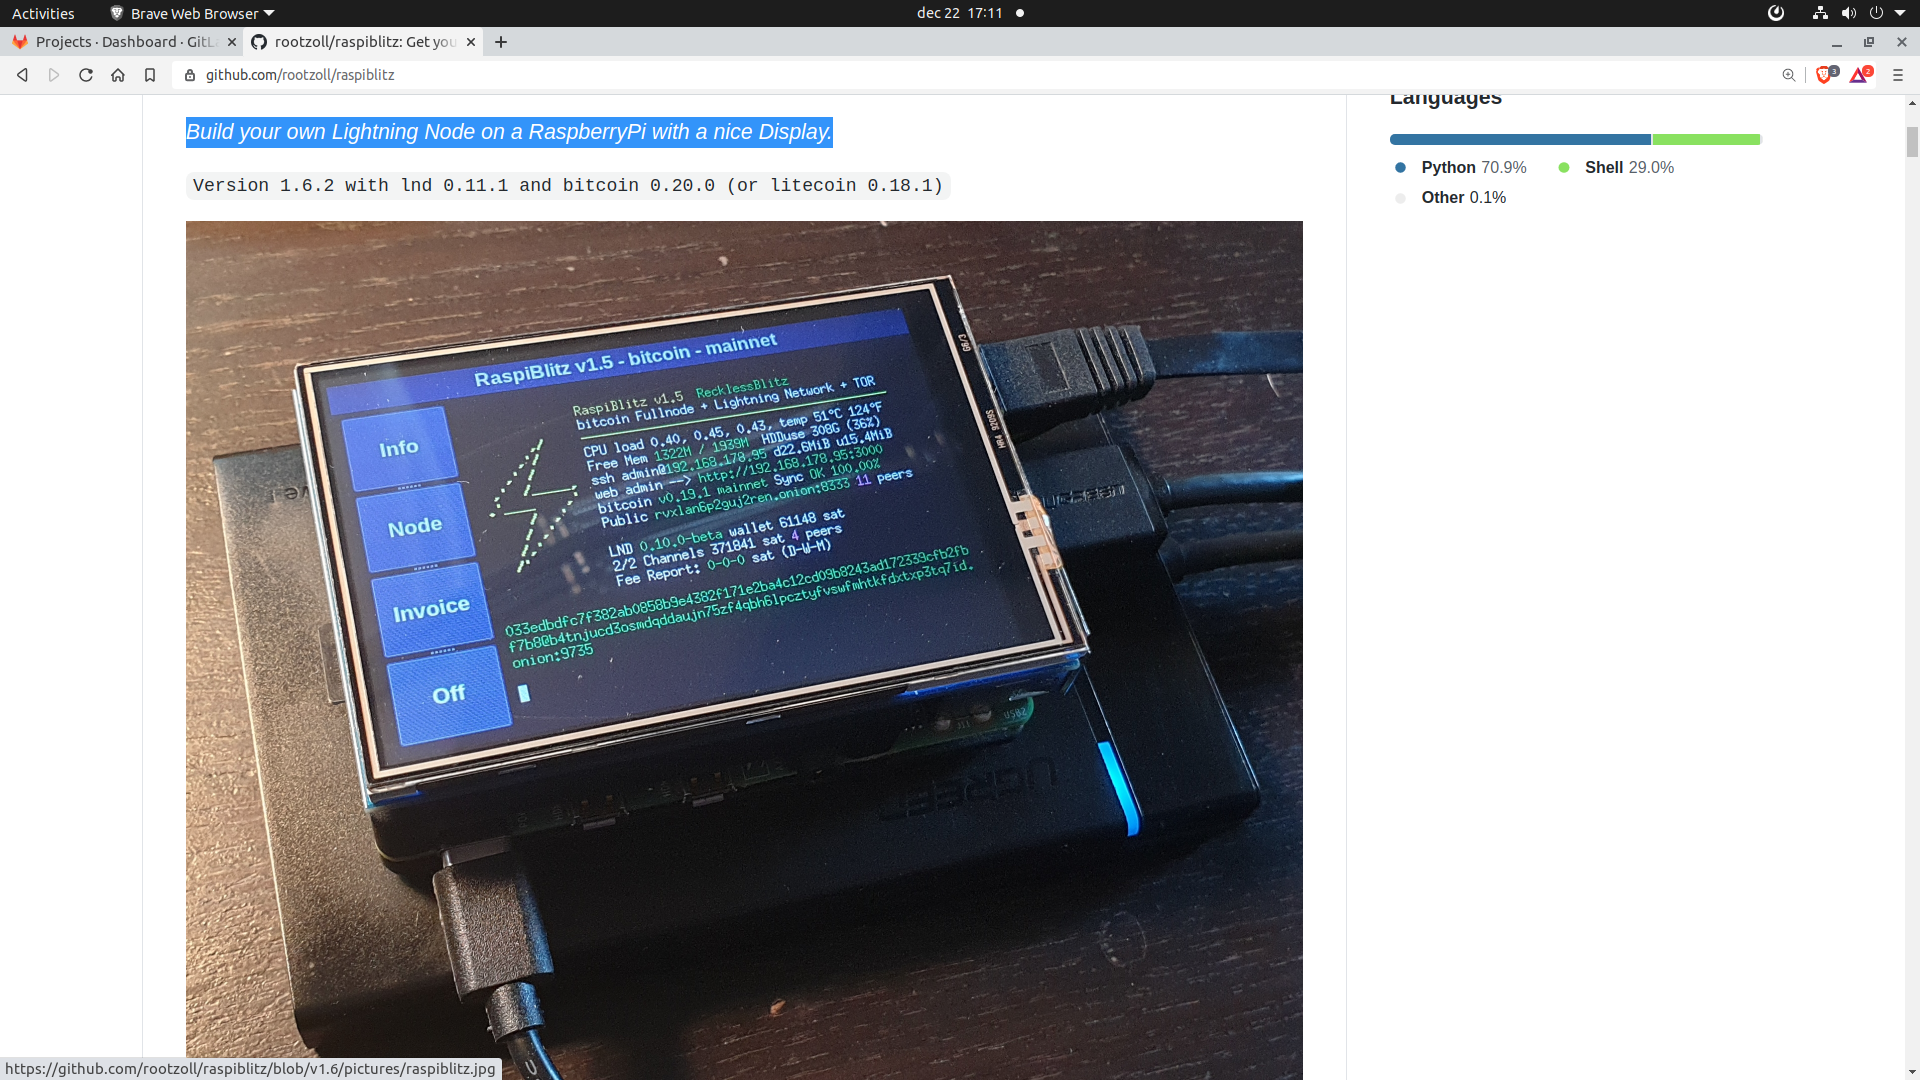 Activities
Brave Web Browser
dec 22 17:11
Projects · Dashboard · GitLa
rootzoll/raspiblitz: Get you
github.com/rootzoll/raspiblitz
3
2
Build your own Lightning Node on a RaspberryPi with a nice Display.
Version 1.6.2 with lnd 0.11.1 and bitcoin 0.20.0 (or litecoin 0.18.1)
RaspiBlitz v1.5 - bitcoin - mainnet
Info
Node
Invoice
Off
RaspiBlitz v1.5 RecklessBlitz
bitcoin Fullnode + Lightning Network + TOR
CPU load 0.40, 0.45, 0.43, temp 51°C 124°F
Free Mem 1322M / 1939M HDDuse 308G (36%)
ssh admin@192.168.178.95 d22.6MiB u15.4MiB
web admin --> http://192.168.178.95:3000
bitcoin v0.19.1 mainnet Sync OK 100.00%
Public rvxlan6p2guj2ren.onion:8333 11 peers
LND 0.10.0-beta wallet 61148 sat
2/2 Channels 371841 sat 4 peers
Fee Report: 0-0-0 sat (D-W-M)
033edbdfc7f382ab0858b9e4382f171e2ba4c12cd09b8243ad172339cfb2fb
f7b8@b4tnjucd3osmdqddaujn75zf4qbh6lpcztyfvswfmhtkfdxtxp3tq7id.
onion:9735
UGREEN
UGREEN
USB2
Languages
Python 70.9%
Shell 29.0%
Other 0.1%
https://github.com/rootzoll/raspiblitz/blob/v1.6/pictures/raspiblitz.jpg